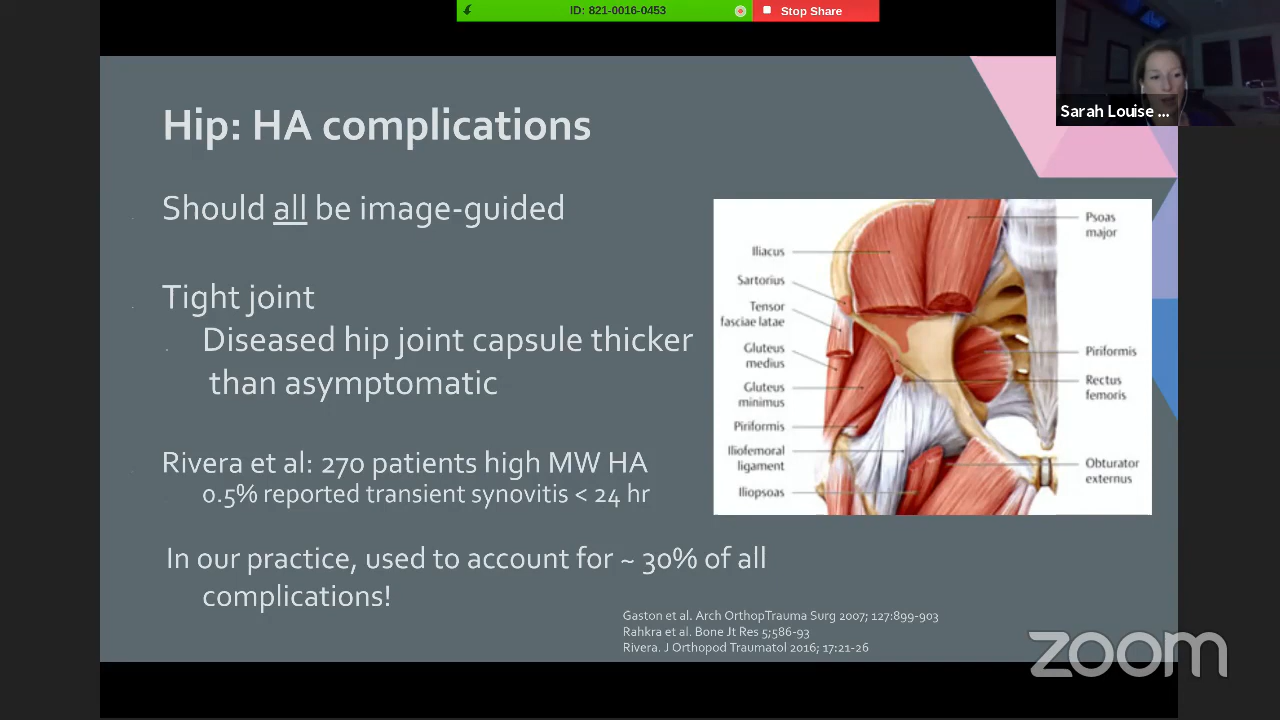 ID: 821-0016-0453
Stop Share
Sarah Louise ...
Hip: HA complications
Should all be image-guided
Tight joint
Diseased hip joint capsule thicker
than asymptomatic
Rivera et al: 270 patients high MW HA
0.5% reported transient synovitis < 24 hr
In our practice, used to account for ~ 30% of all
complications!
Iliacus
Sartorius
Tensor
fasciae latae
Gluteus
medius
Gluteus
minimus
Piriformis
Iliofemoral
ligament
Iliopsoas
Psoas
major
Piriformis
Rectus
femoris
Obturator
externus
Gaston et al. Arch OrthopTrauma Surg 2007; 127:899-903
Rahkra et al. Bone Jt Res 5;586-93
Rivera. J Orthopod Traumatol 2016; 17:21-26
zoom